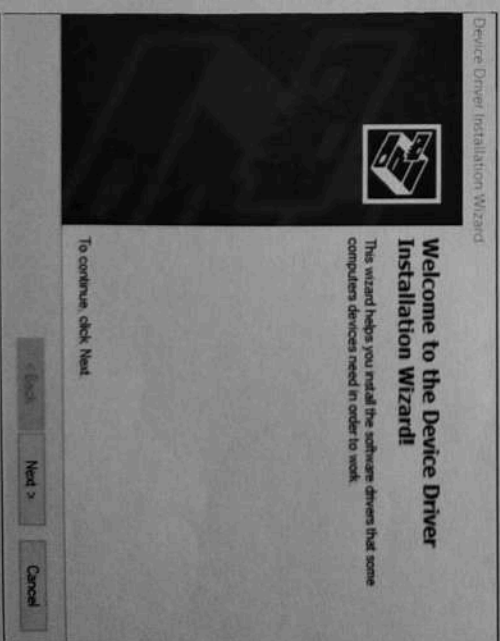 Device Driver Installation Wizard
Welcome to the Device Driver
Installation Wizard!
This wizard helps you install the software drivers that some
computers devices need in order to work.
To continue, click Next.
< Back
Next >
Cancel